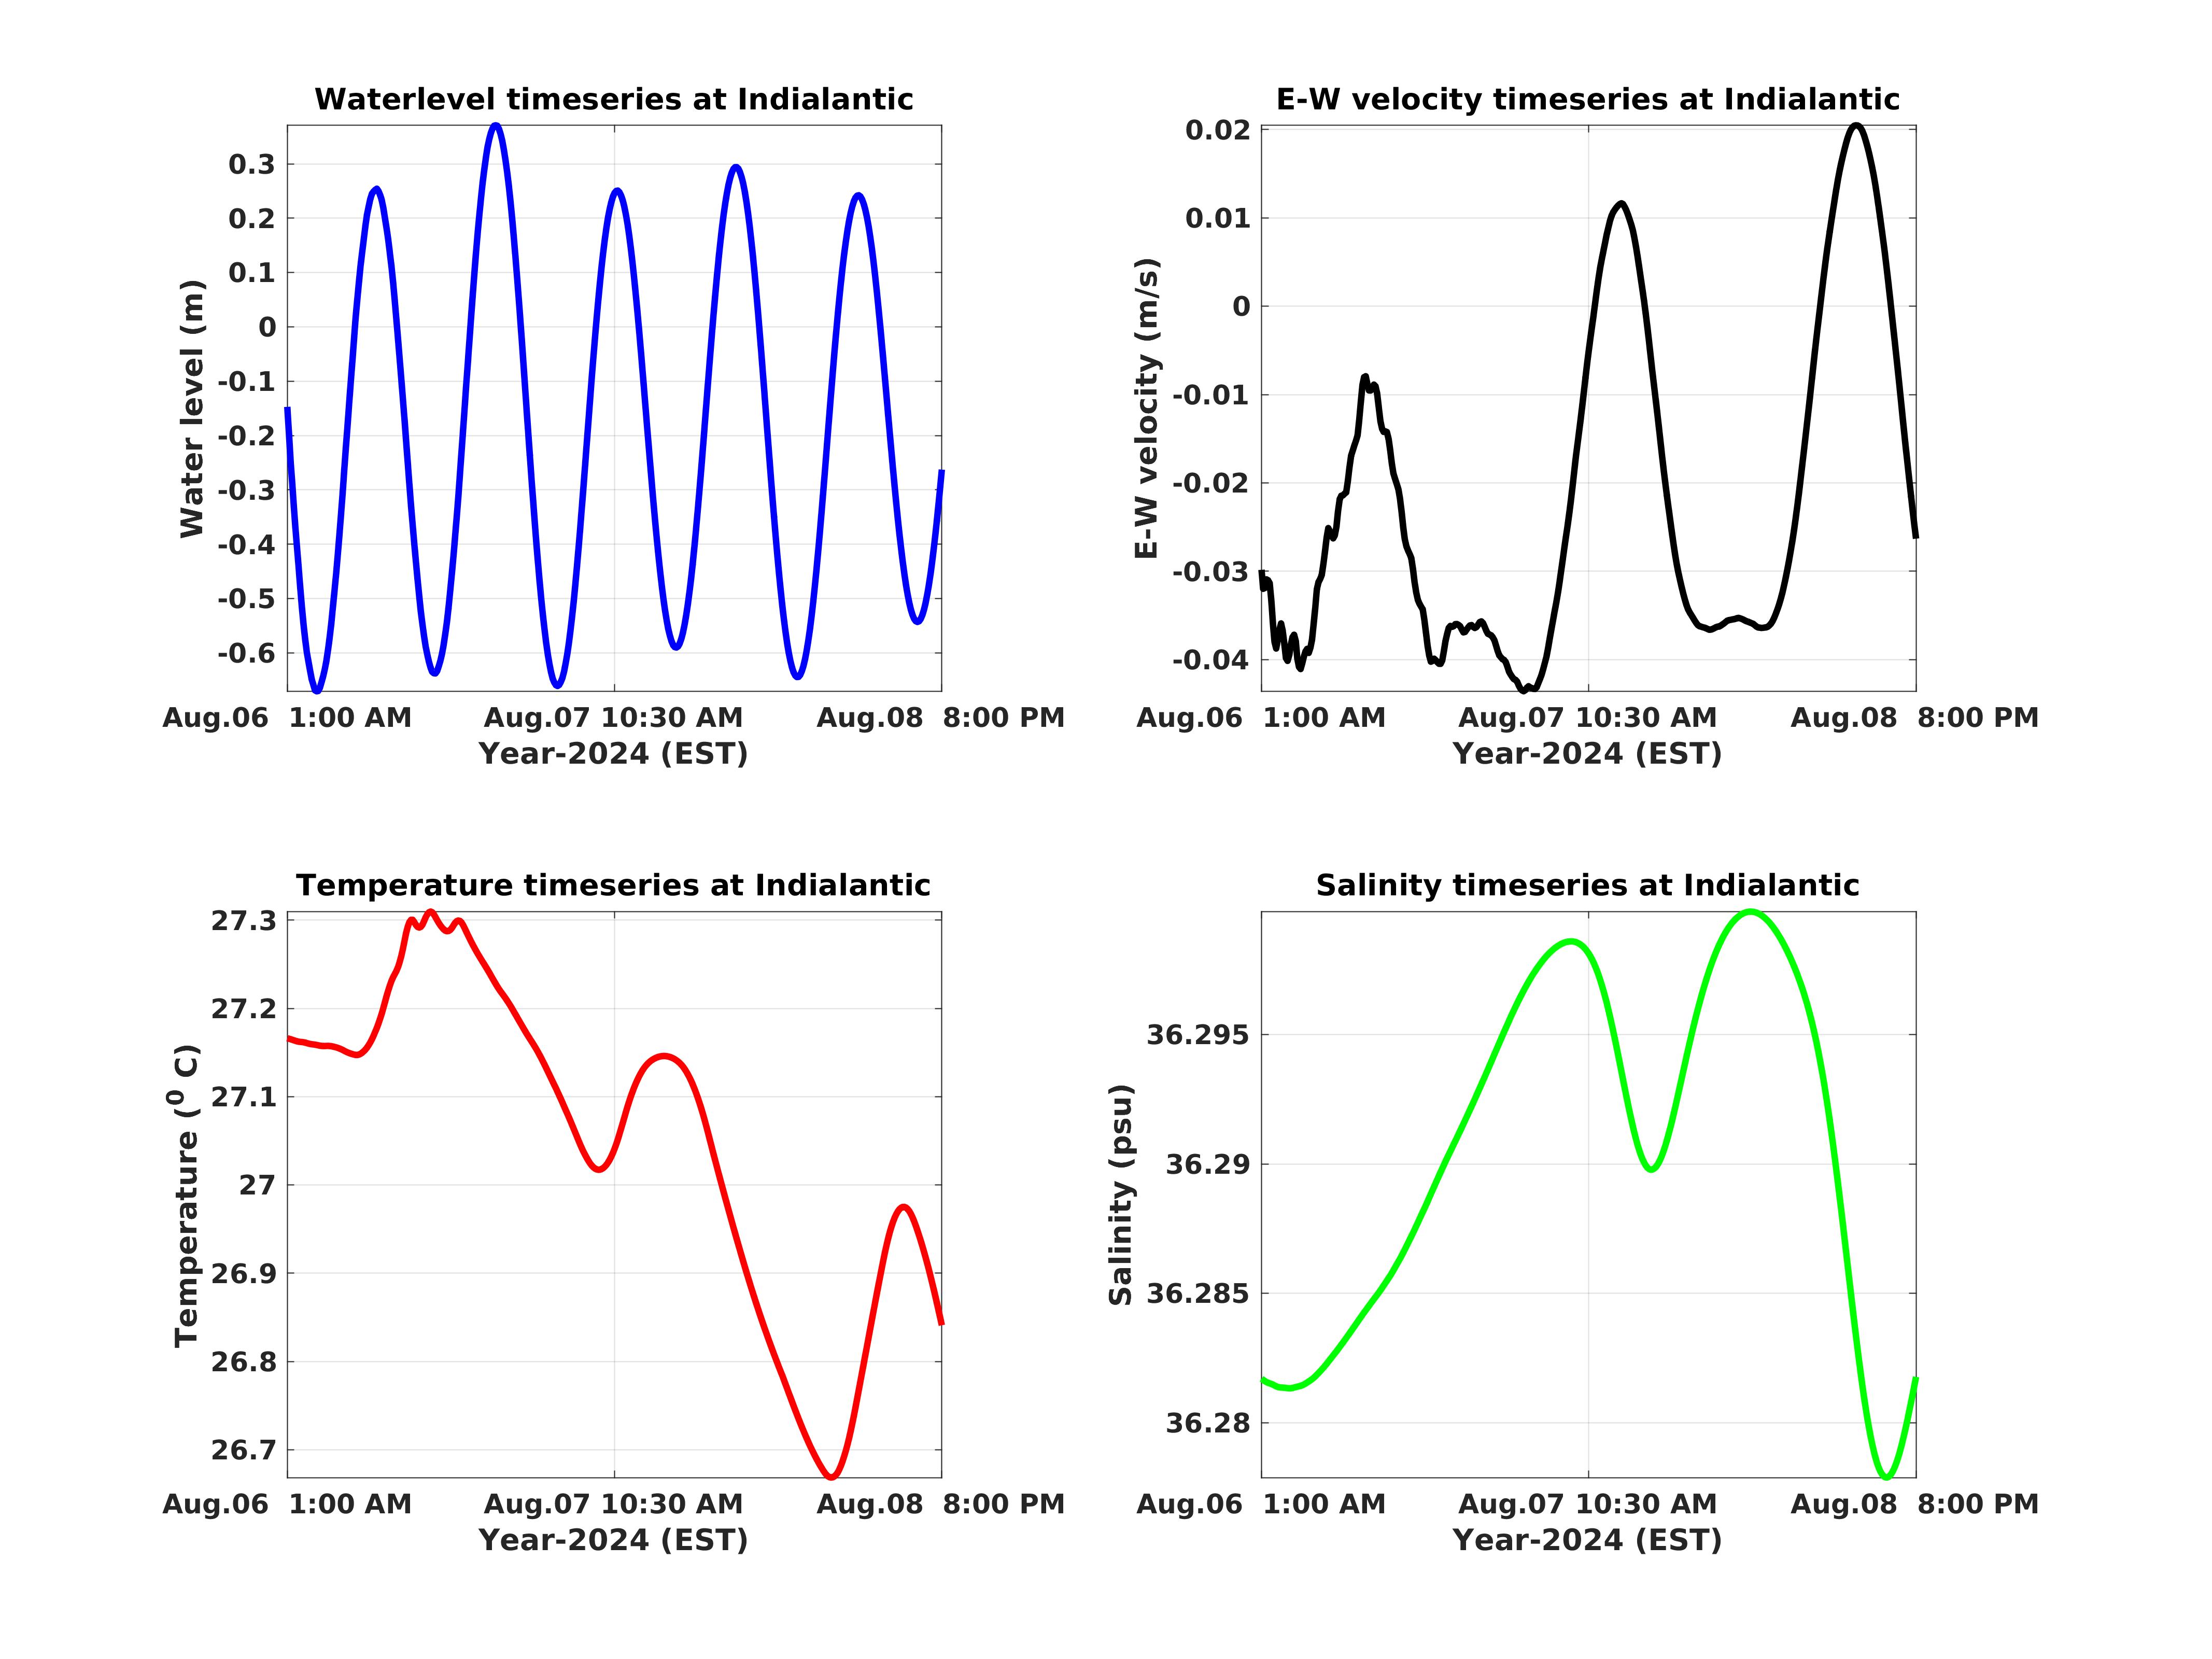 Waterlevel timeseries at Indialantic
0.3
0.2
0.1
0
-0.1
-0.2
-0.3
-0.4
-0.5
-0.6
Water level (m)
Aug.06 1:00 AM Aug.07 10:30 AM Aug.08 8:00 PM
Year-2024 (EST)
E-W velocity timeseries at Indialantic
0.02
0.01
0
-0.01
-0.02
-0.03
-0.04
E-W velocity (m/s)
Aug.06 1:00 AM Aug.07 10:30 AM Aug.08 8:00 PM
Year-2024 (EST)
Temperature timeseries at Indialantic
27.3
27.2
27.1
27
26.9
26.8
26.7
Temperature (⁰ C)
Aug.06 1:00 AM Aug.07 10:30 AM Aug.08 8:00 PM
Year-2024 (EST)
Salinity timeseries at Indialantic
36.295
36.29
36.285
36.28
Salinity (psu)
Aug.06 1:00 AM Aug.07 10:30 AM Aug.08 8:00 PM
Year-2024 (EST)